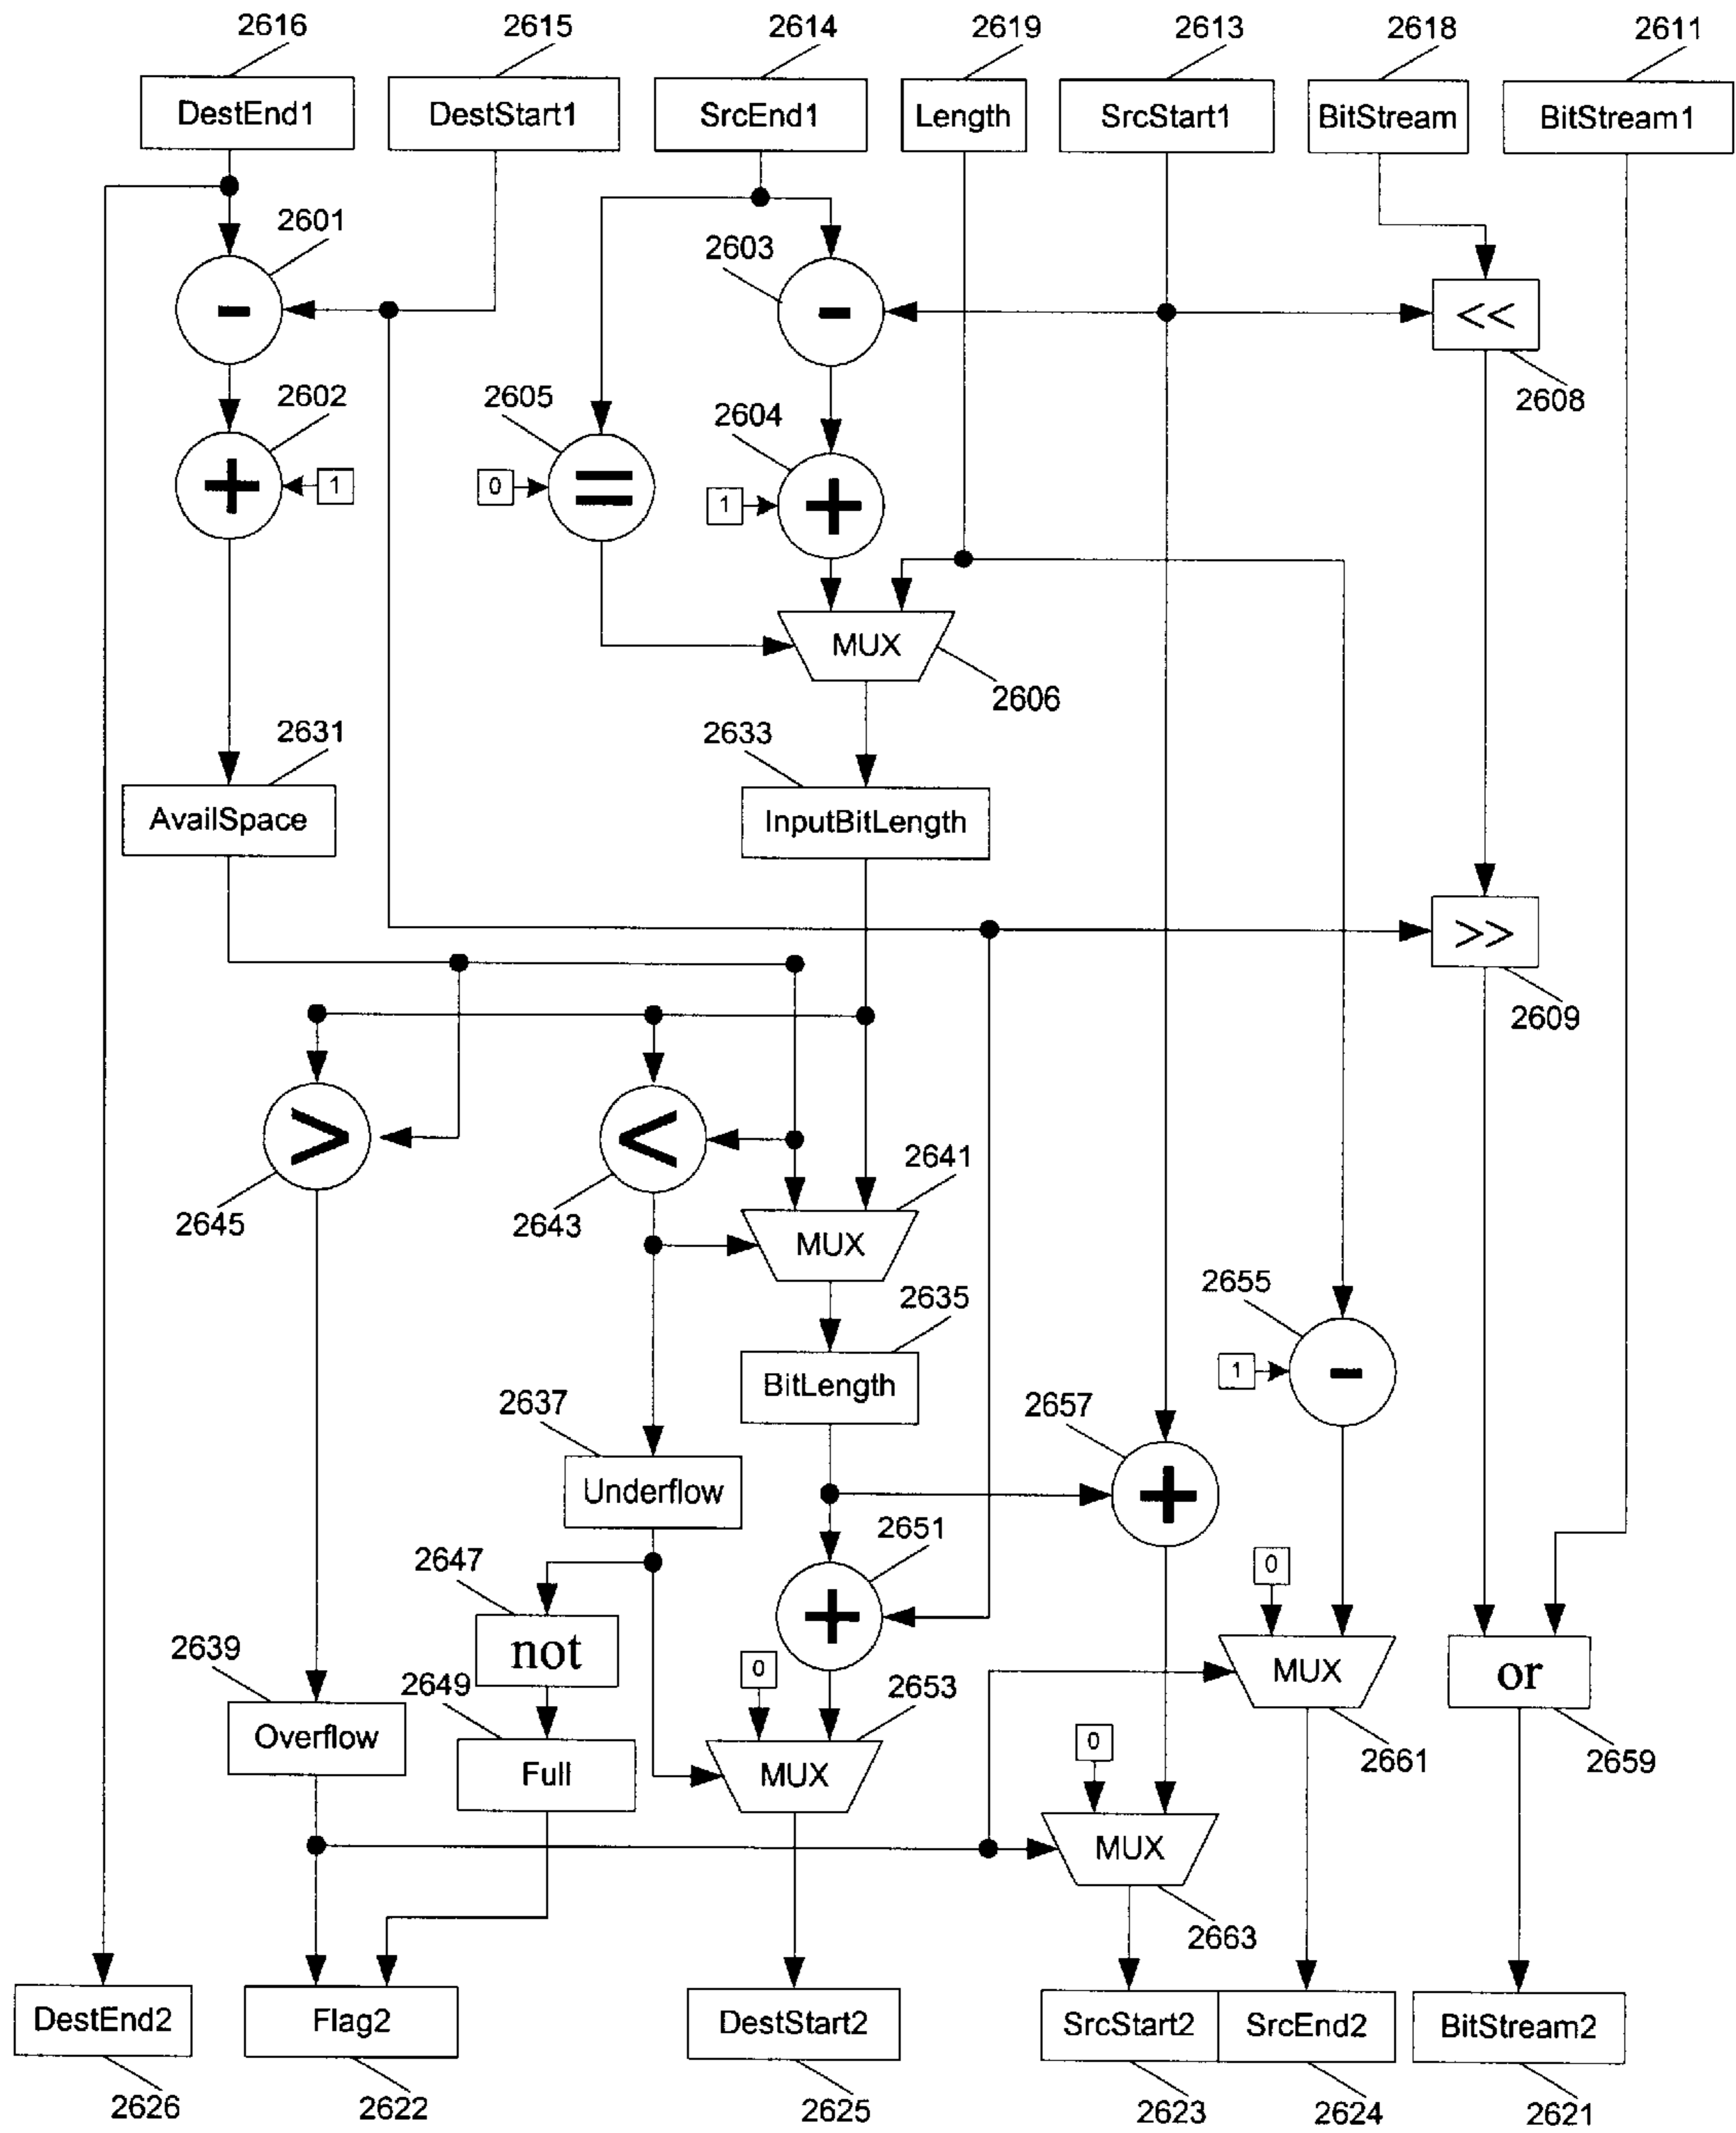 2616
2615
2614
2619
2613
2618
2611
DestEnd1
DestStart1
SrcEnd1
Length
SrcStart1
BitStream
BitStream1
2601
2603
-
-
<<
2608
2602
2605
2604
+
1
0
=
1
+
MUX
2606
2631
2633
AvailSpace
InputBitLength
>>
2609
>
<
2645
2643
2641
MUX
2635
2655
BitLength
1
-
2637
2657
Underflow
+
2651
2647
+
0
not
0
2639
2649
2653
MUX
or
Overflow
Full
MUX
0
2661
2659
MUX
2663
DestEnd2
Flag2
DestStart2
SrcStart2
SrcEnd2
BitStream2
2626
2622
2625
2623
2624
2621